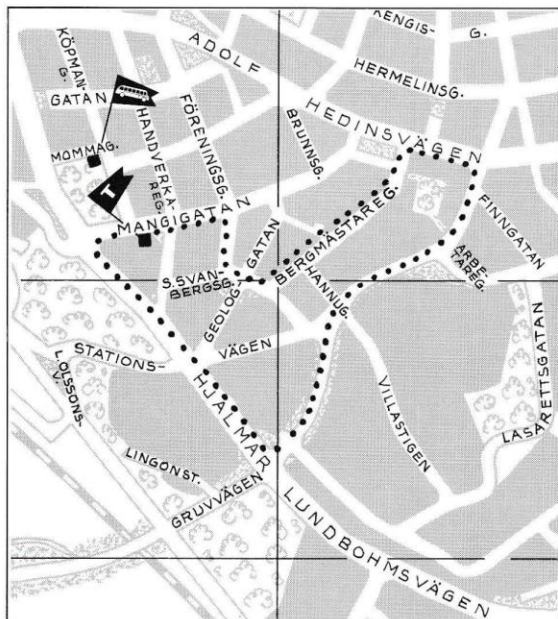 KENGIS-
G.
ADOLF
HERMELINSG.
HEDINSVÄGEN
KÖPMAN-
G.
GATAN
MOMMAG.
HANDVERKA-
REG.
FÖRENINGSG.
BRUNNSG.
T
MANGIGATAN
BERGMÄSTAREG.
FINNGATAN
ARBE-
TAREG.
S.SVAN-
BERGSG.
GEOLOG-
GATAN
HANNUG.
STATIONS-
VÄGEN
L.OLSSONS-
V.
HJALMAR
VILLASTIGEN
LASARETTSGATAN
LINGONST.
GRUVVÄGEN
LUNDBOHMSVÄGEN